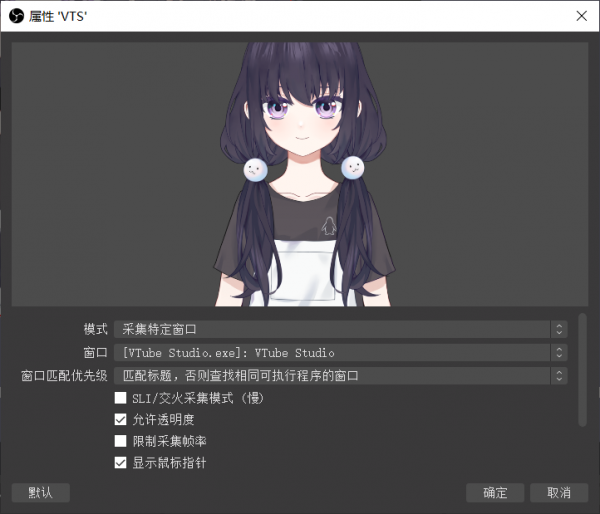 属性 'VTS'
模式 采集特定窗口
窗口 [VTube Studio.exe]: VTube Studio
窗口匹配优先级 匹配标题，否则查找相同可执行程序的窗口
SLI/交火采集模式 (慢)
允许透明度
限制采集帧率
显示鼠标指针
默认 确定 取消